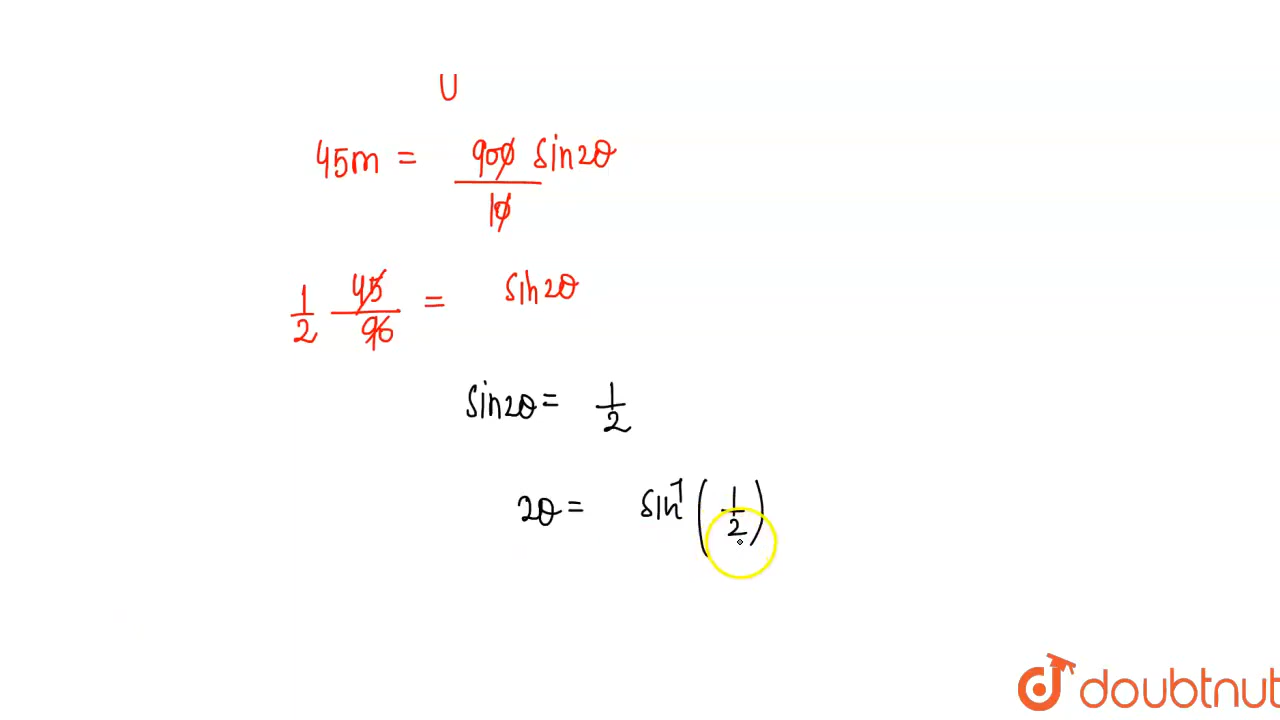 U
45m = 900 sin2θ
10
1/2 45/90 = sin2θ
sin2θ = 1/2
2θ = sin⁻¹(1/2)
doubtnut